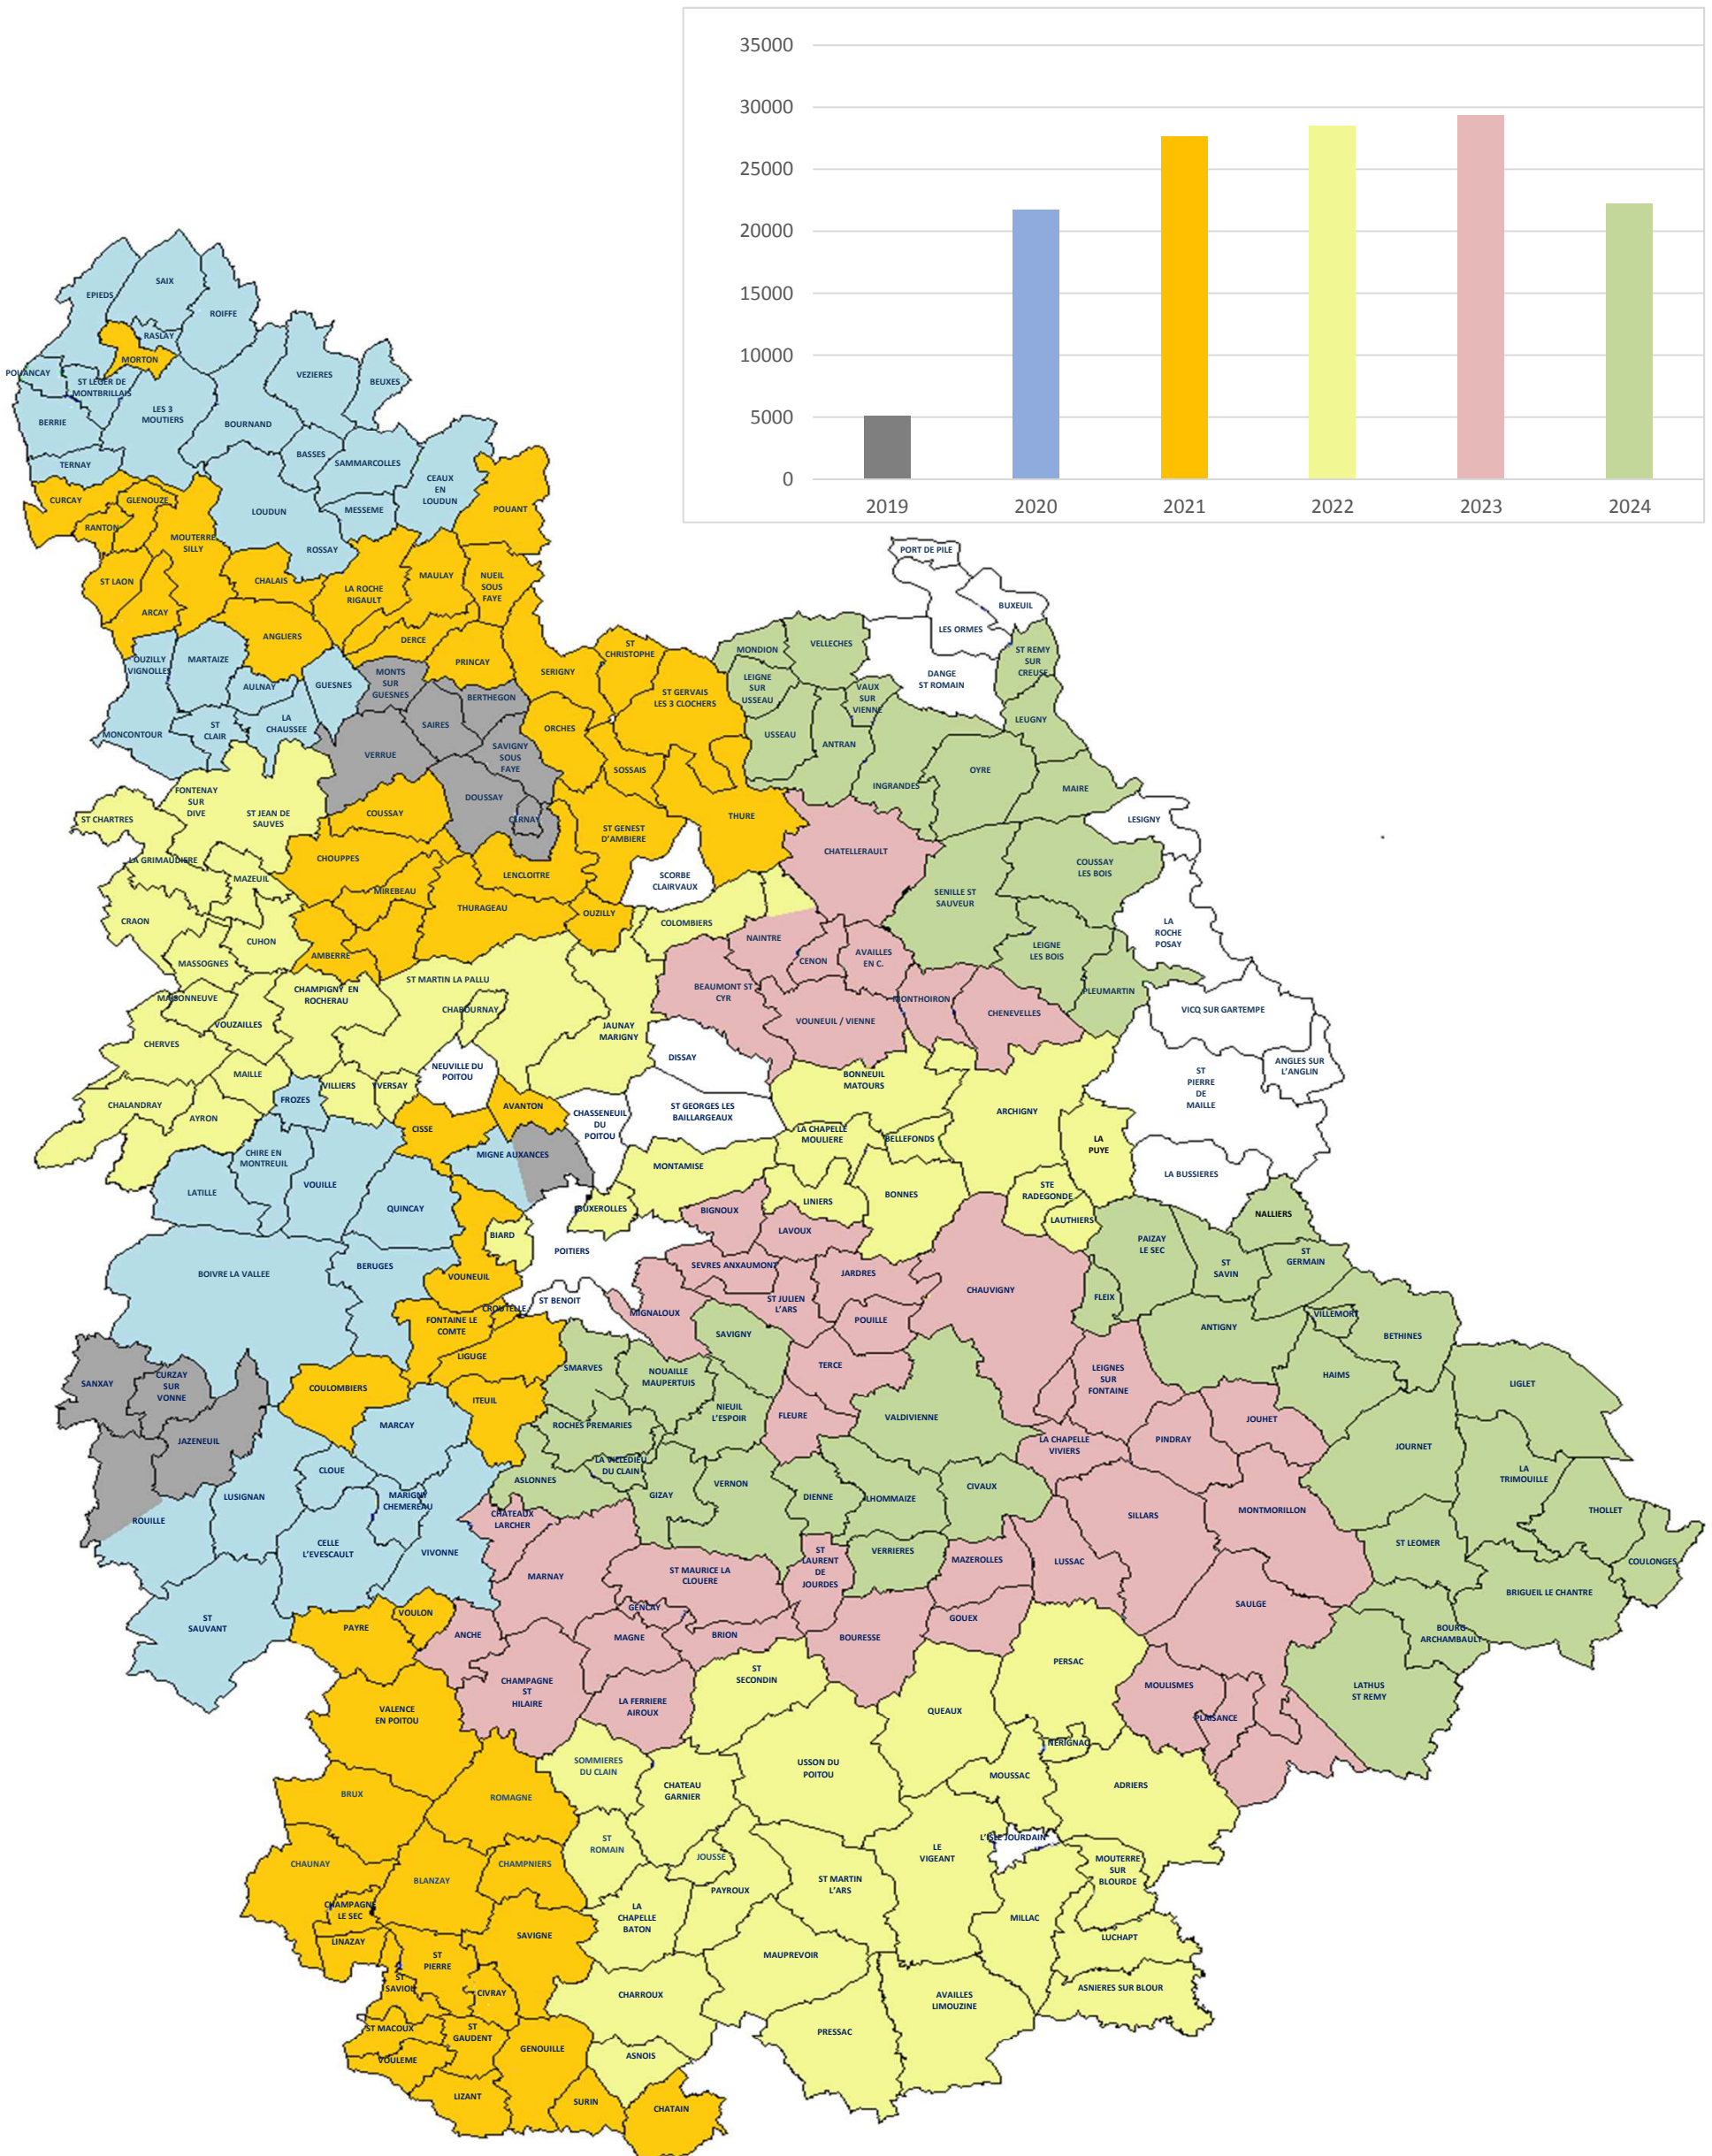 35000
30000
25000
20000
15000
10000
5000
0
2019
2020
2021
2022
2023
2024
EPIEDS
SAIX
ROIFFE
RASLAY
MORTON
POUANCAY
ST LEGER DE
MONTBRILLAIS
VEZIERES
BEUXES
BERRIE
LES 3
MOUTIERS
BOURNAND
TERNAY
BASSES
SAMMARCOLLES
CEAUX
EN
LOUDUN
CURCAY
GLENOUZE
LOUDUN
MESSEME
POUANT
RANTON
MOUTERRE
SILLY
ROSSAY
ST LAON
CHALAIS
LA ROCHE
RIGAULT
MAULAY
NUEIL
SOUS
FAYE
ARCAY
ANGLIERS
DERCE
PRINCAY
OUZILLY
VIGNOLLES
MARTAIZE
AULNAY
GUESNES
MONTS
SUR
GUESNES
BERTHEGON
SERIGNY
ST
CHRISTOPHE
ST GERVAIS
LES 3 CLOCHERS
MONCONTOUR
ST
CLAIR
LA
CHAUSSEE
SAIRES
VERRUE
SAVIGNY
SOUS
FAYE
ORCHES
SOSSAIS
PORT DE PILE
BUXEUIL
LES ORMES
MONDION
VELLECHES
DANGE
ST ROMAIN
ST REMY
SUR
CREUSE
LEIGNE
SUR
USSEAU
VAUX
SUR
VIENNE
LEUGNY
USSEAU
ANTRAN
INGRANDES
OYRE
MAIRE
FONTENAY
SUR
DIVE
ST CHARTRES
ST JEAN DE
SAUVES
COUSSAY
DOUSSAY
CERNAY
ST GENEST
D'AMBIERE
THURE
LESIGNY
LA GRIMAUDIERE
CHOUPPES
MAZEUIL
MIREBEAU
LENCLOITRE
SCORBE
CLAIRVAUX
CHATELLERAULT
COUSSAY
LES BOIS
SENILLE ST
SAUVEUR
CRAON
CUHON
THURAGEAU
OUZILLY
COLOMBIERS
LA
ROCHE
POSAY
MASSOGNES
AMBERRE
NAINTRE
CENON
AVAILLES
EN C.
LEIGNE
LES BOIS
MAISONNEUVE
CHAMPIGNY EN
ROCHERAU
ST MARTIN LA PALLU
CHABOURNAY
BEAUMONT ST
CYR
MONTHOIRON
PLEUMARTIN
VOUZAILLES
JAUNAY
MARIGNY
VOUNEUIL / VIENNE
CHENEVELLES
VICQ SUR GARTEMPE
CHERVES
MAILLE
VILLIERS
YVERSAY
NEUVILLE DU
POITOU
DISSAY
BONNEUIL
MATOURS
ANGLES SUR
L'ANGLIN
ST
PIERRE
DE
MAILLE
CHALANDRAY
AYRON
FROZES
CISSE
AVANTON
CHASSENEUIL
DU
POITOU
ST GEORGES LES
BAILLARGEAUX
ARCHIGNY
LA CHAPELLE
MOULIERE
BELLEFONDS
LA
PUYE
CHIRE EN
MONTREUIL
MIGNE AUXANCES
MONTAMISE
LA BUSSIERES
LATILLE
VOUILLE
QUINCAY
BUXEROLLES
LINIERS
BONNES
STE
RADEGONDE
LAUTHIERS
NALLIERS
BIGNOUX
LAVOUX
BIARD
POITIERS
PAIZAY
LE SEC
ST
SAVIN
ST
GERMAIN
BOIVRE LA VALLEE
BERUGES
VOUNEUIL
SEVRES ANXAUMONT
JARDRES
CHAUVIGNY
FLEIX
ST BENOIT
CROUTELLE
FONTAINE LE
COMTE
MIGNALOUX
ST JULIEN
L'ARS
POUILLE
VILLEMORT
ANTIGNY
BETHINES
SAVIGNY
LIGUGE
SMARVES
NOUAILLE
MAUPERTUIS
TERCE
LEIGNES
SUR
FONTAINE
HAIMS
LIGLET
SANXAY
CURZAY
SUR
VONNE
COULOMBIERS
ITEUIL
NIEUIL
L'ESPOIR
FLEURE
VALDIVIENNE
JAZENEUIL
MARCAY
ROCHES PREMARIES
LA CHAPELLE
VIVIERS
PINDRAY
JOUHET
JOURNET
LA VILLEDIEU
DU CLAIN
ASLONNES
CLOUE
GIZAY
VERNON
DIENNE
LHOMMAIZE
CIVAUX
LA
TRIMOUILLE
LUSIGNAN
MARIGNY
CHEMEREAU
ROUILLE
CHATEAUX
LARCHER
SILLARS
MONTMORILLON
THOLLET
CELLE
L'EVESCAULT
VIVONNE
ST LEOMER
COULONGES
VERRIERES
MAZEROLLES
LUSSAC
MARNAY
ST MAURICE LA
CLOUERE
ST
LAURENT
DE
JOURDES
BRIGUEIL LE CHANTRE
ST
SAUVANT
VOULON
PAYRE
GENCAY
ANCHE
MAGNE
BRION
BOURESSE
GOUEX
SAULGE
BOURG
ARCHAMBAULT
CHAMPAGNE
ST
HILAIRE
ST
SECONDIN
PERSAC
LA FERRIERE
AIROUX
MOULISMES
LATHUS
ST REMY
VALENCE
EN POITOU
QUEAUX
PLAISANCE
NERIGNAC
SOMMIERES
DU CLAIN
USSON DU
POITOU
MOUSSAC
BRUX
ROMAGNE
CHATEAU
GARNIER
ADRIERS
ST
ROMAIN
L'ISLE JOURDAIN
LE
VIGEANT
CHAUNAY
BLANZAY
CHAMPNIERS
JOUSSE
MOUTERRE
SUR
BLOURDE
PAYROUX
ST MARTIN
L'ARS
CHAMPAGNE
LE SEC
LA
CHAPELLE
BATON
MILLAC
SAVIGNE
LINAZAY
LUCHAPT
ST
PIERRE
MAUPREVOIR
ST
SAVIOL
CIVRAY
CHARROUX
AVAILLES
LIMOUZINE
ASNIERES SUR BLOUR
ST MACOUX
ST
GAUDENT
PRESSAC
GENOUILLE
VOULEME
ASNOIS
LIZANT
SURIN
CHATAIN